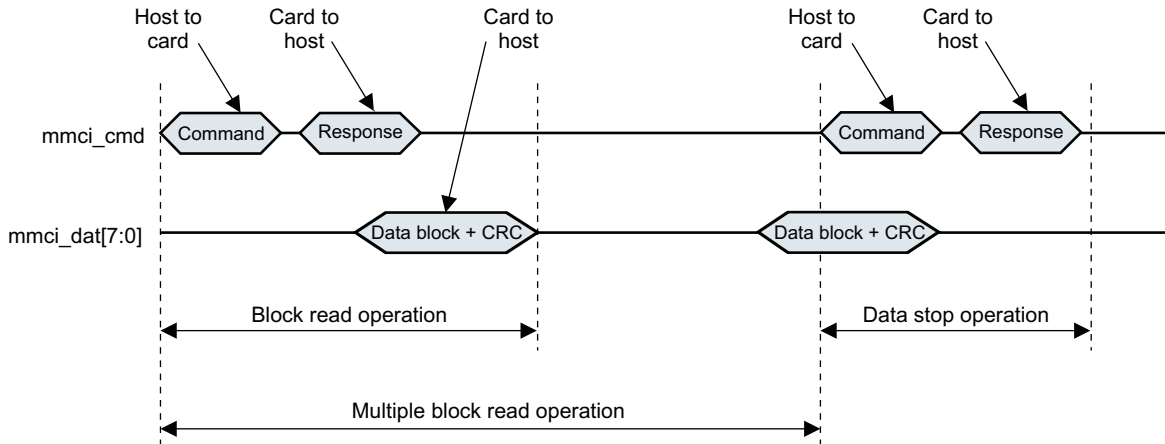 Host to
card
Card to
host
Card to
host
Host to
card
Card to
host
mmci_cmd
Command
Response
Command
Response
mmci_dat[7:0]
Data block + CRC
Data block + CRC
Block read operation
Data stop operation
Multiple block read operation